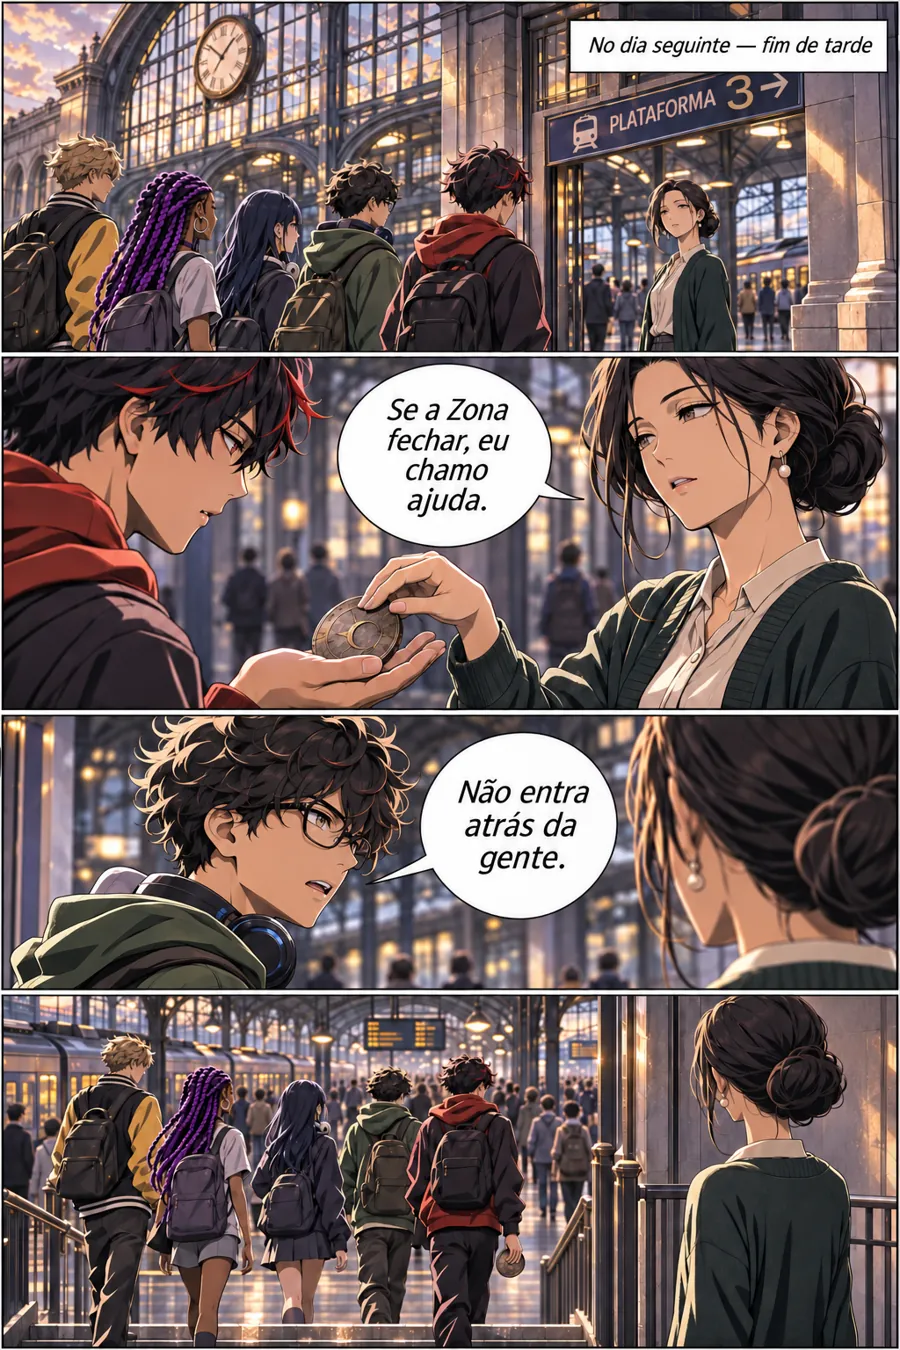 No dia seguinte — fim de tarde
PLATAFORMA 3 →
Se a Zona
fechar, eu
chamo
ajuda.
Não entra
atrás da
gente.